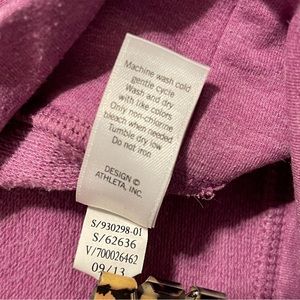 Machine wash cold
gentle cycle
Wash and dry
with like colors
Only non-chlorine
bleach when needed
Tumble dry low
Do not iron
DESIGN ©
ATHLETA, INC.
S/930298-01
S/62636
V/700026462
09/13